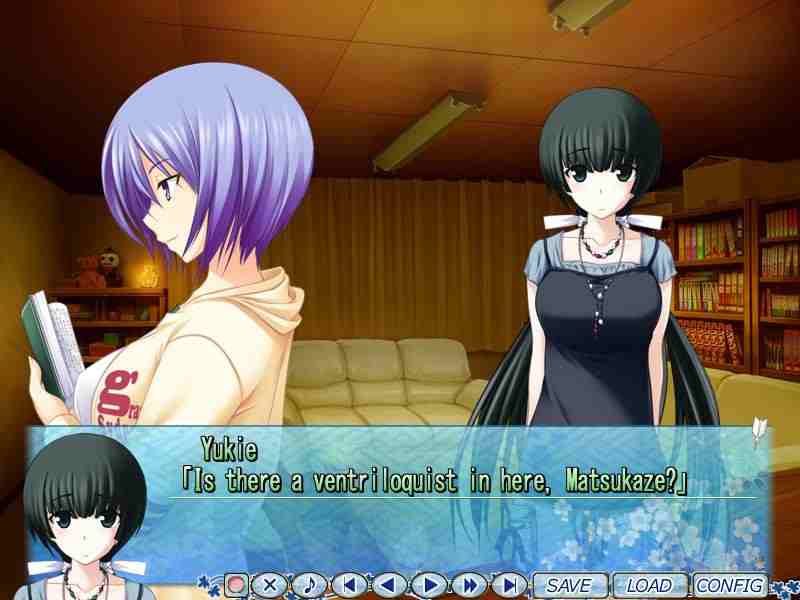 Yukie
「Is there a ventriloquist in here, Matsukaze?」
SAVE LOAD CONFIG